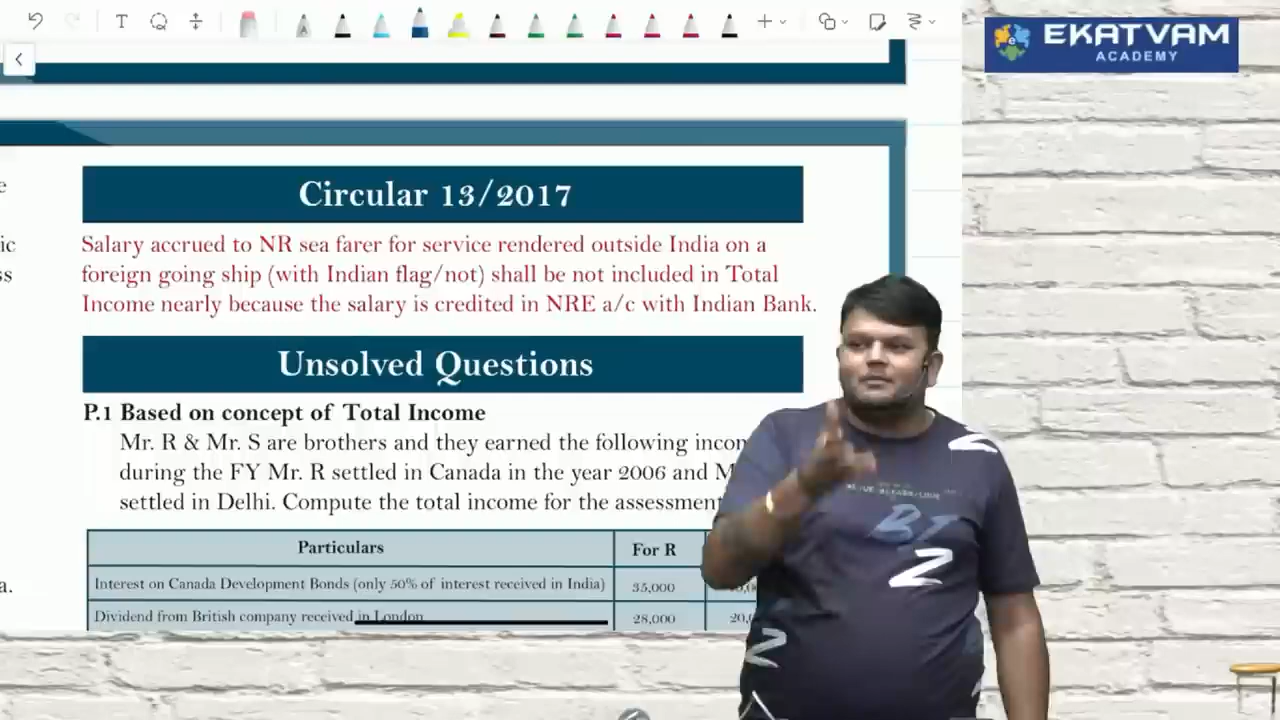 EKATVAM
ACADEMY
Circular 13/2017
Salary accrued to NR sea farer for service rendered outside India on a
foreign going ship (with Indian flag/not) shall be not included in Total
Income nearly because the salary is credited in NRE a/c with Indian Bank.
Unsolved Questions
P.1 Based on concept of Total Income
Mr. R & Mr. S are brothers and they earned the following
during the FY Mr. R settled in Canada in the year 2006 and
settled in Delhi. Compute the total income for the assessment
Particulars For R
Interest on Canada Development Bonds (only 50% of interest received in India) 35,000
Dividend from British company received in London 28,000 20,